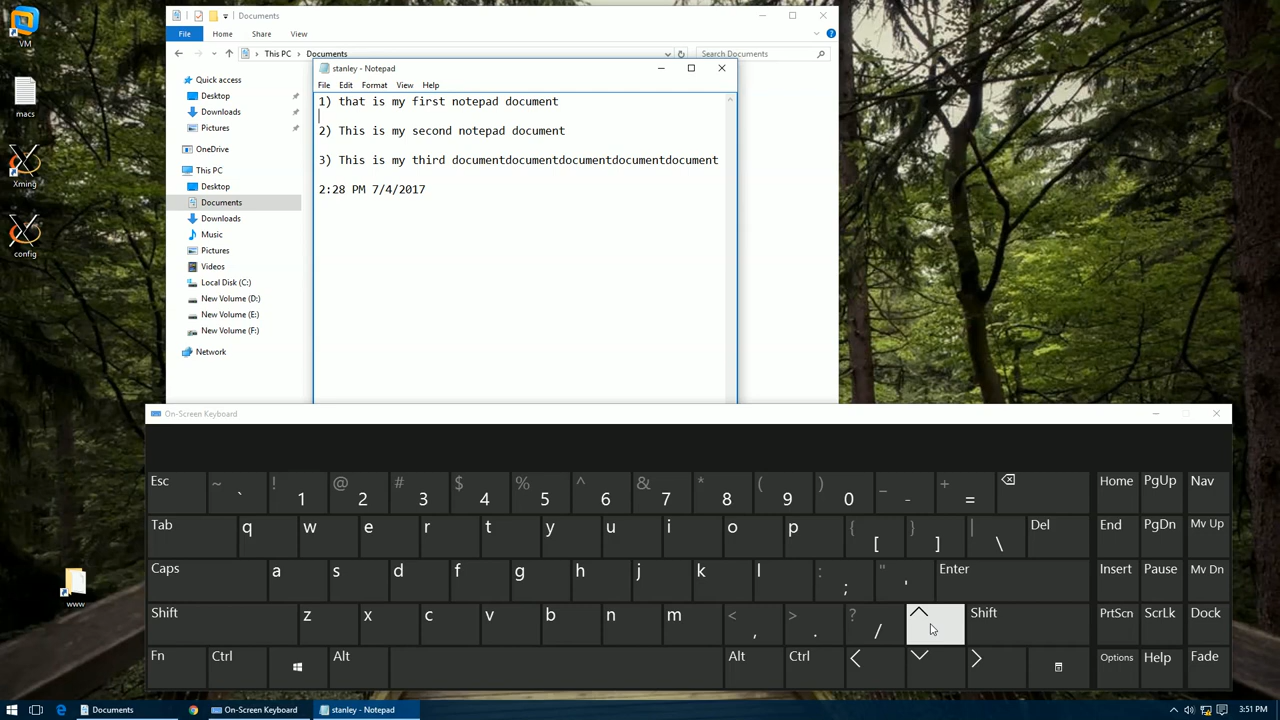 Documents
File Home Share View
This PC Documents
Search Documents
.VM
macs
Xming
config
www
Quick access
Desktop
Downloads
Pictures
OneDrive
This PC
Desktop
Documents
Downloads
Music
Pictures
Videos
Local Disk (C:)
New Volume (D:)
New Volume (E:)
New Volume (F:)
Network
stanley - Notepad
File Edit Format View Help
1) that is my first notepad document
2) This is my second notepad document
3) This is my third documentdocumentdocumentdocumentdocument
2:28 PM 7/4/2017
On-Screen Keyboard
Esc ~ ` ! 1 @ 2 # 3 $ 4 % 5 ^ 6 & 7 * 8 ( 9 ) 0 _ - + = Home PgUp Nav
Tab q w e r t y u i o p { [ } ] | \ Del End PgDn Mv Up
Caps a s d f g h j k l : ; " ' Enter Insert Pause Mv Dn
Shift z x c v b n m < , > . ? / Shift PrtScn ScrLk Dock
Fn Ctrl Alt Alt Ctrl Options Help Fade
Documents On-Screen Keyboard stanley - Notepad 3:51 PM